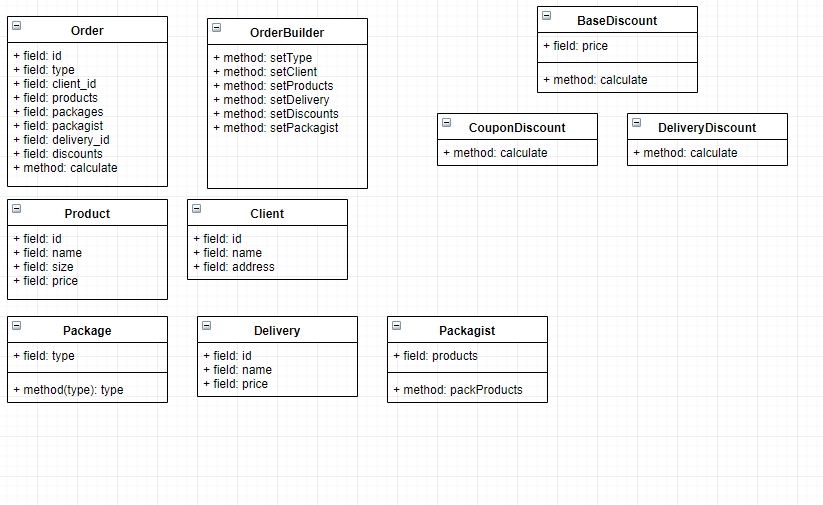 Order
+ field: id
+ field: type
+ field: client_id
+ field: products
+ field: packages
+ field: packagist
+ field: delivery_id
+ field: discounts
+ method: calculate
OrderBuilder
+ method: setType
+ method: setClient
+ method: setProducts
+ method: setDelivery
+ method: setDiscounts
+ method: setPackagist
BaseDiscount
+ field: price
+ method: calculate
CouponDiscount
+ method: calculate
DeliveryDiscount
+ method: calculate
Product
+ field: id
+ field: name
+ field: size
+ field: price
Client
+ field: id
+ field: name
+ field: address
Package
+ field: type
+ method(type): type
Delivery
+ field: id
+ field: name
+ field: price
Packagist
+ field: products
+ method: packProducts